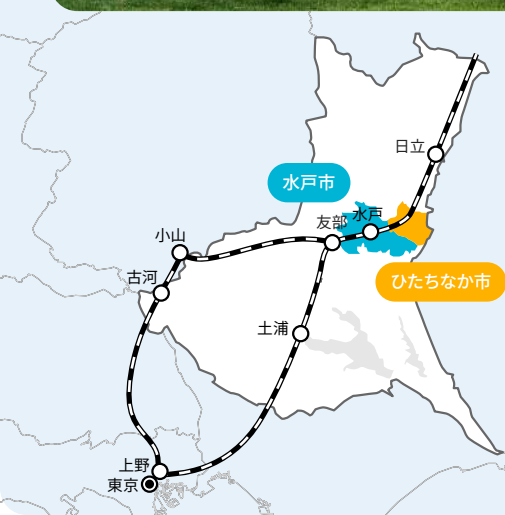 日立
水戸市
水戸
友部
小山
ひたちなか市
古河
土浦
上野
東京